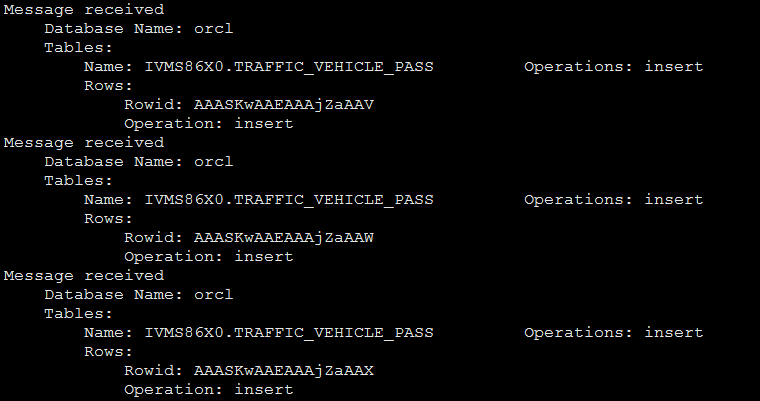 Message received
    Database Name: orcl
    Tables:
        Name: IVMS86X0.TRAFFIC_VEHICLE_PASS         Operations: insert
        Rows:
            Rowid: AAASKwAAEAAAjZaAAV
            Operation: insert
Message received
    Database Name: orcl
    Tables:
        Name: IVMS86X0.TRAFFIC_VEHICLE_PASS         Operations: insert
        Rows:
            Rowid: AAASKwAAEAAAjZaAAW
            Operation: insert
Message received
    Database Name: orcl
    Tables:
        Name: IVMS86X0.TRAFFIC_VEHICLE_PASS         Operations: insert
        Rows:
            Rowid: AAASKwAAEAAAjZaAAX
            Operation: insert